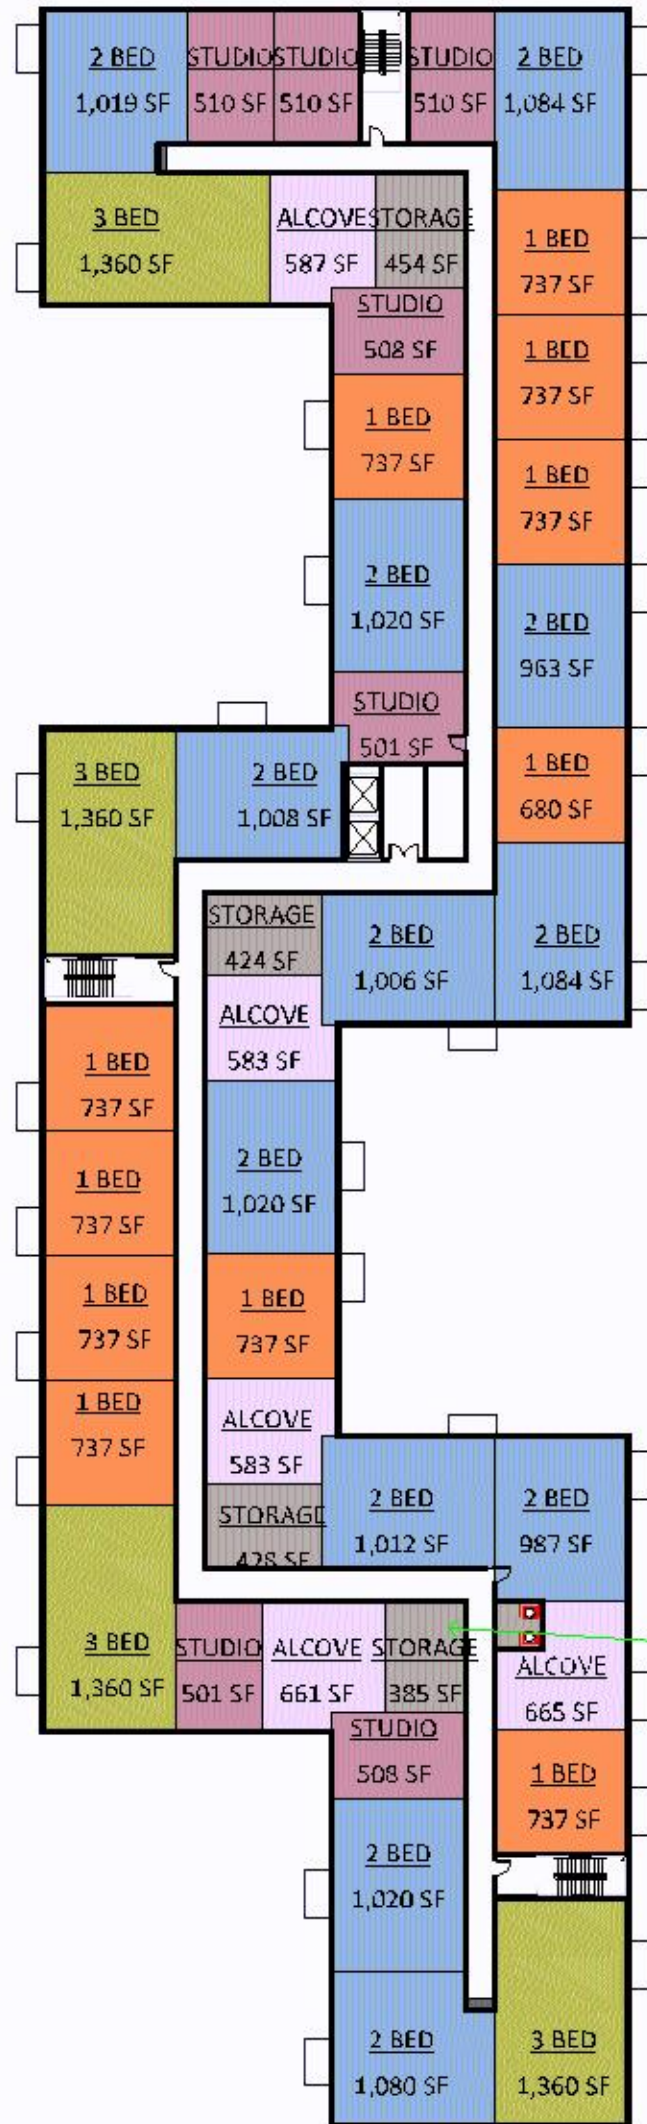 2 BED
1,019 SF
STUDIO
510 SF
STUDIO
510 SF
STUDIO
510 SF
2 BED
1,084 SF
3 BED
1,360 SF
ALCOVE
587 SF
STORAGE
454 SF
1 BED
737 SF
STUDIO
508 SF
1 BED
737 SF
1 BED
737 SF
1 BED
737 SF
2 BED
1,020 SF
2 BED
963 SF
STUDIO
501 SF
3 BED
1,360 SF
2 BED
1,008 SF
1 BED
680 SF
STORAGE
424 SF
2 BED
1,006 SF
2 BED
1,084 SF
ALCOVE
583 SF
1 BED
737 SF
2 BED
1,020 SF
1 BED
737 SF
1 BED
737 SF
1 BED
737 SF
1 BED
737 SF
ALCOVE
583 SF
STORAGE
428 SF
2 BED
1,012 SF
2 BED
987 SF
3 BED
1,360 SF
STUDIO
501 SF
ALCOVE
661 SF
STORAGE
385 SF
ALCOVE
665 SF
STUDIO
508 SF
1 BED
737 SF
2 BED
1,020 SF
2 BED
1,080 SF
3 BED
1,360 SF